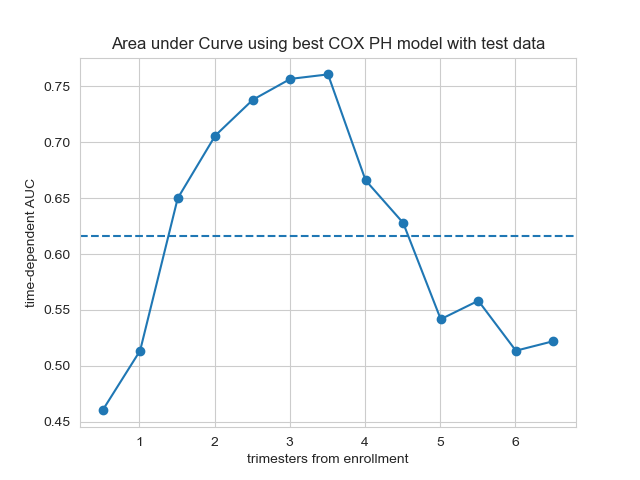 Area under Curve using best COX PH model with test data
time-dependent AUC
0.75
0.70
0.65
0.60
0.55
0.50
0.45
1 2 3 4 5 6
trimesters from enrollment